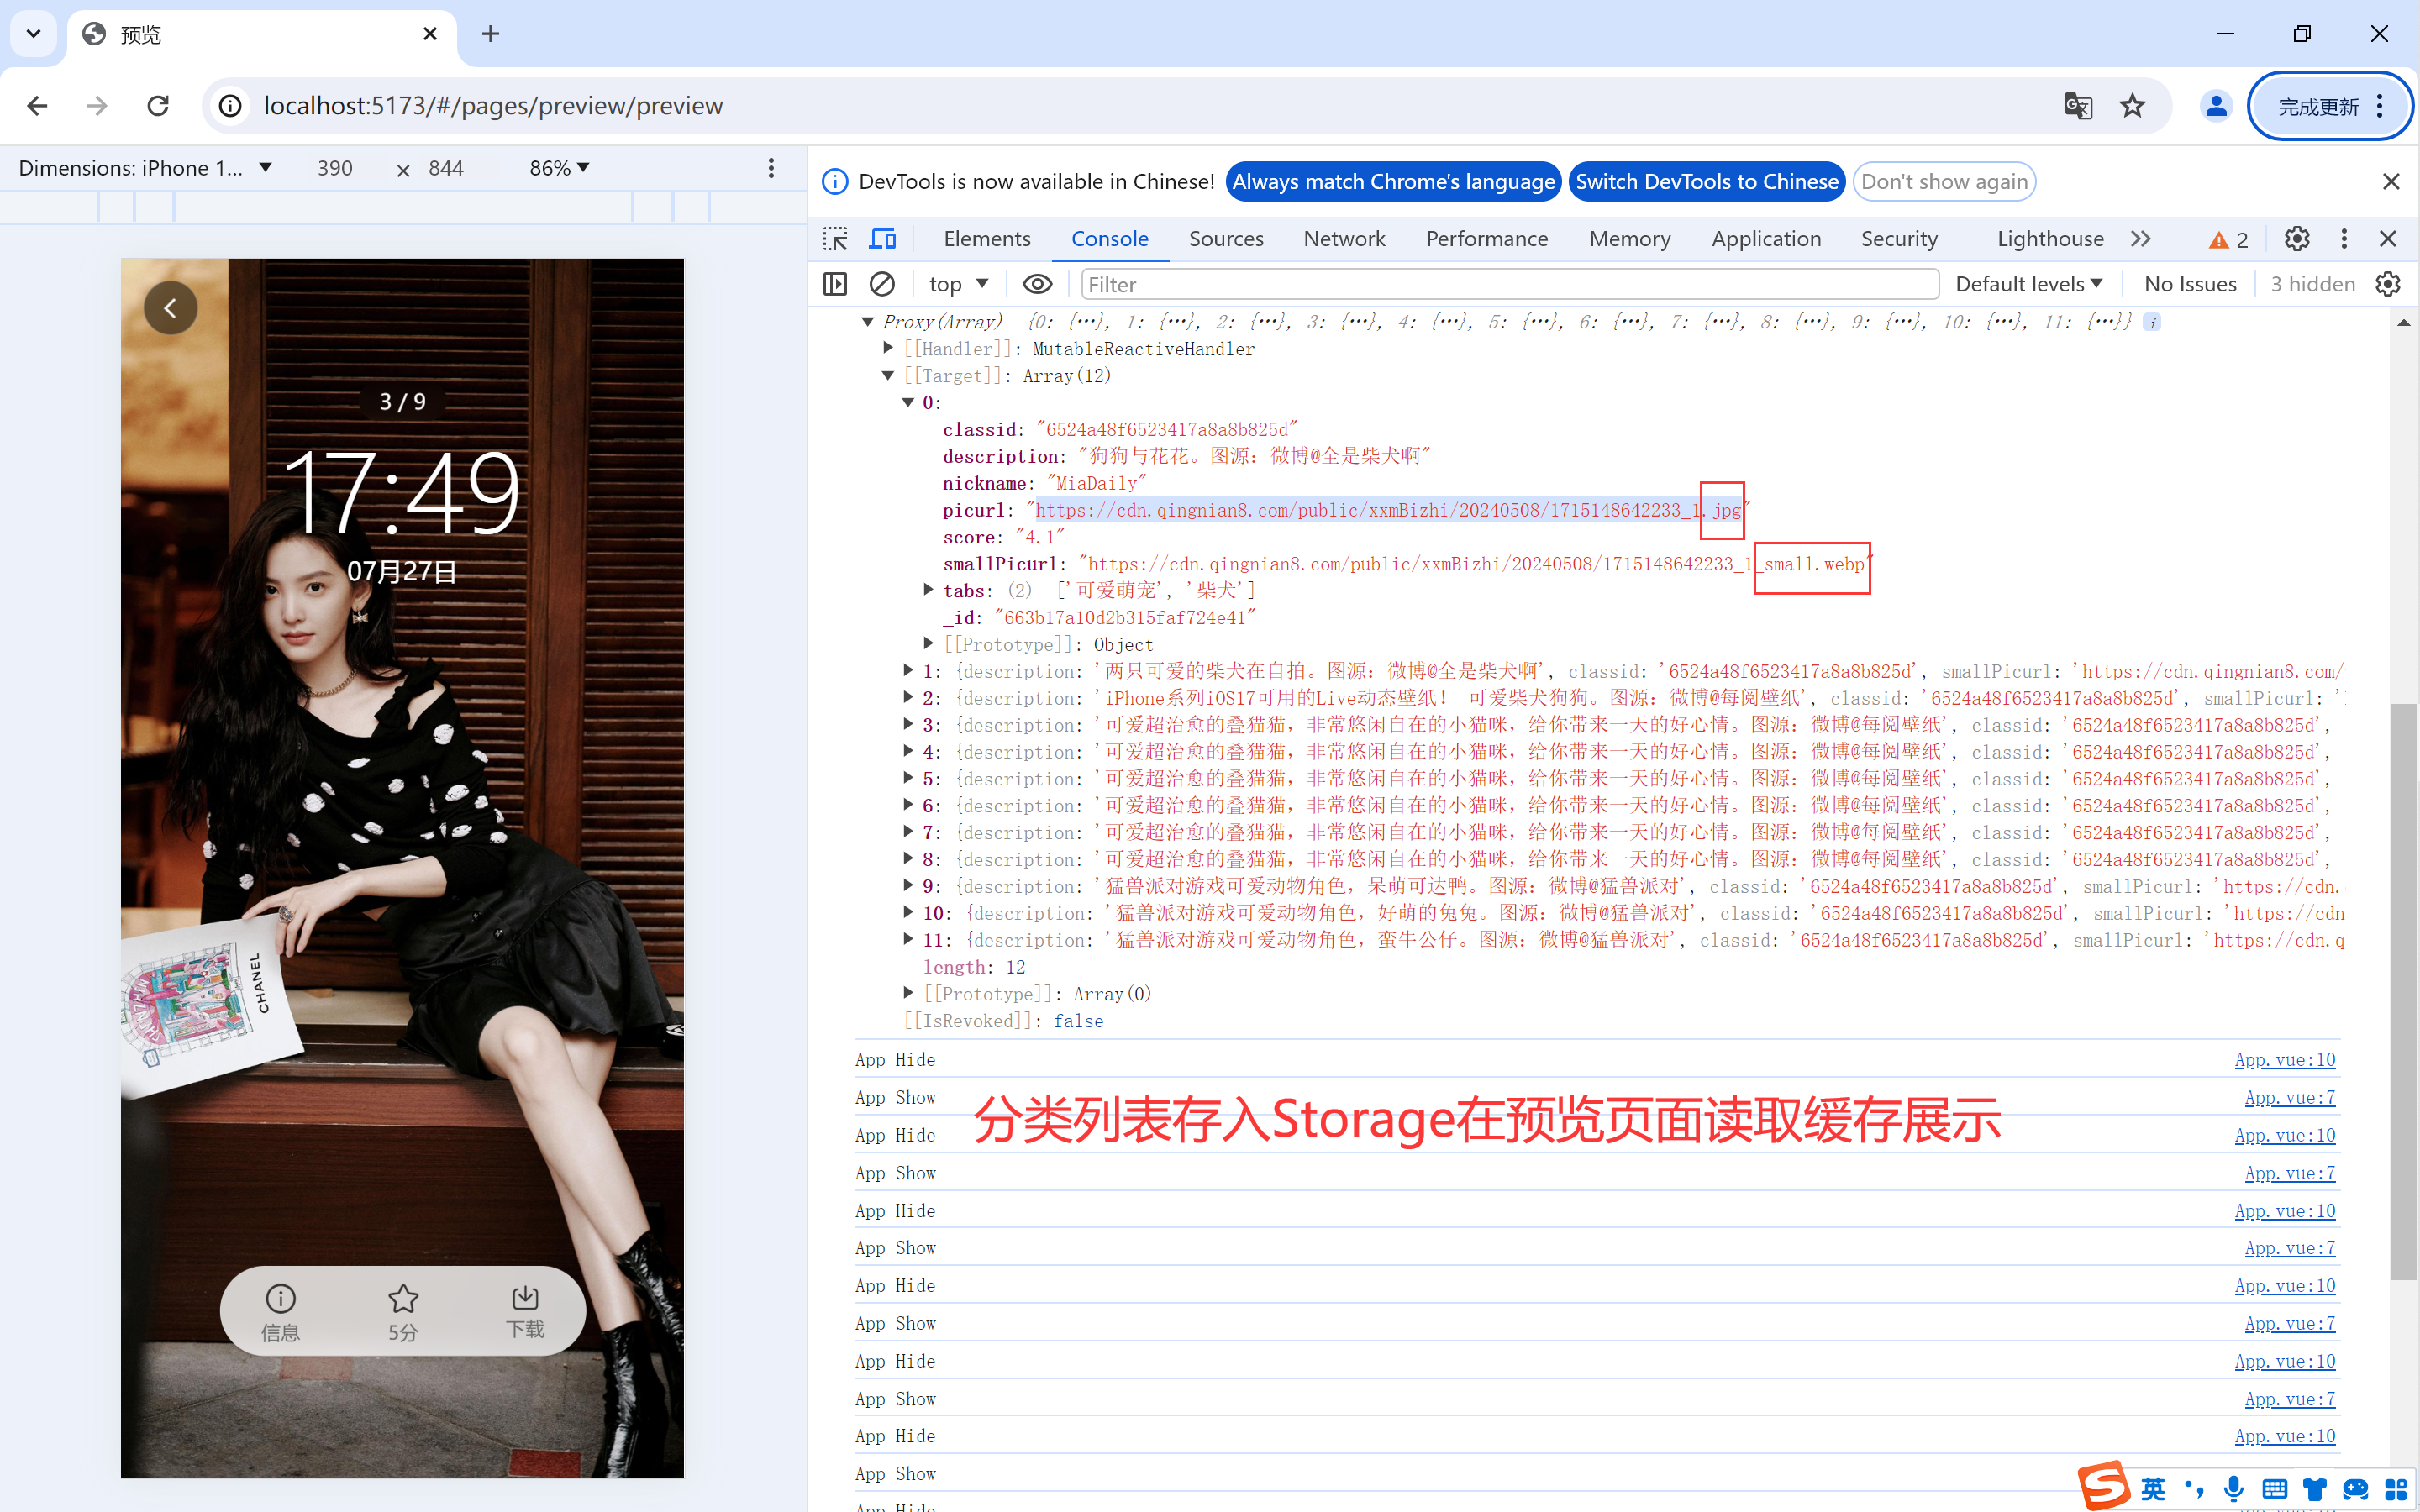 预览
localhost:5173/#/pages/preview/preview
完成更新
Dimensions: iPhone 1... 390 × 844 86%
DevTools is now available in Chinese! Always match Chrome's language Switch DevTools to Chinese Don't show again
Elements Console Sources Network Performance Memory Application Security Lighthouse 2
top Filter Default levels No Issues 3 hidden
3 / 9
17:49
07月27日
CHANEL
信息 5分 下载
Proxy(Array) {0: {…}, 1: {…}, 2: {…}, 3: {…}, 4: {…}, 5: {…}, 6: {…}, 7: {…}, 8: {…}, 9: {…}, 10: {…}, 11: {…}}
[[Handler]]: MutableReactiveHandler
[[Target]]: Array(12)
0:
classid: "6524a48f6523417a8a8b825d"
description: "狗狗与花花。图源：微博@全是柴犬啊"
nickname: "MiaDaily"
picurl: "https://cdn.qingnian8.com/public/xxmBizhi/20240508/1715148642233_1.jpg"
score: "4.1"
smallPicurl: "https://cdn.qingnian8.com/public/xxmBizhi/20240508/1715148642233_1_small.webp"
tabs: (2) ['可爱萌宠', '柴犬']
_id: "663b17a10d2b315faf724e41"
[[Prototype]]: Object
1: {description: '两只可爱的柴犬在自拍。图源：微博@全是柴犬啊', classid: '6524a48f6523417a8a8b825d', smallPicurl: 'https://cdn.qingnian8.com/
2: {description: 'iPhone系列iOS17可用的Live动态壁纸！ 可爱柴犬狗狗。图源：微博@每阅壁纸', classid: '6524a48f6523417a8a8b825d', smallPicurl: '
3: {description: '可爱超治愈的叠猫猫，非常悠闲自在的小猫咪，给你带来一天的好心情。图源：微博@每阅壁纸', classid: '6524a48f6523417a8a8b825d',
4: {description: '可爱超治愈的叠猫猫，非常悠闲自在的小猫咪，给你带来一天的好心情。图源：微博@每阅壁纸', classid: '6524a48f6523417a8a8b825d',
5: {description: '可爱超治愈的叠猫猫，非常悠闲自在的小猫咪，给你带来一天的好心情。图源：微博@每阅壁纸', classid: '6524a48f6523417a8a8b825d',
6: {description: '可爱超治愈的叠猫猫，非常悠闲自在的小猫咪，给你带来一天的好心情。图源：微博@每阅壁纸', classid: '6524a48f6523417a8a8b825d',
7: {description: '可爱超治愈的叠猫猫，非常悠闲自在的小猫咪，给你带来一天的好心情。图源：微博@每阅壁纸', classid: '6524a48f6523417a8a8b825d',
8: {description: '可爱超治愈的叠猫猫，非常悠闲自在的小猫咪，给你带来一天的好心情。图源：微博@每阅壁纸', classid: '6524a48f6523417a8a8b825d',
9: {description: '猛兽派对游戏可爱动物角色，呆萌可达鸭。图源：微博@猛兽派对', classid: '6524a48f6523417a8a8b825d', smallPicurl: 'https://cdn.
10: {description: '猛兽派对游戏可爱动物角色，好萌的兔兔。图源：微博@猛兽派对', classid: '6524a48f6523417a8a8b825d', smallPicurl: 'https://cdn
11: {description: '猛兽派对游戏可爱动物角色，蛮牛公仔。图源：微博@猛兽派对', classid: '6524a48f6523417a8a8b825d', smallPicurl: 'https://cdn.q
length: 12
[[Prototype]]: Array(0)
[[IsRevoked]]: false
App Hide App.vue:10
App Show App.vue:7
分类列表存入Storage在预览页面读取缓存展示
App Hide App.vue:10
App Show App.vue:7
App Hide App.vue:10
App Show App.vue:7
App Hide App.vue:10
App Show App.vue:7
App Hide App.vue:10
App Show App.vue:7
App Hide App.vue:10
App Show
App Hide
英